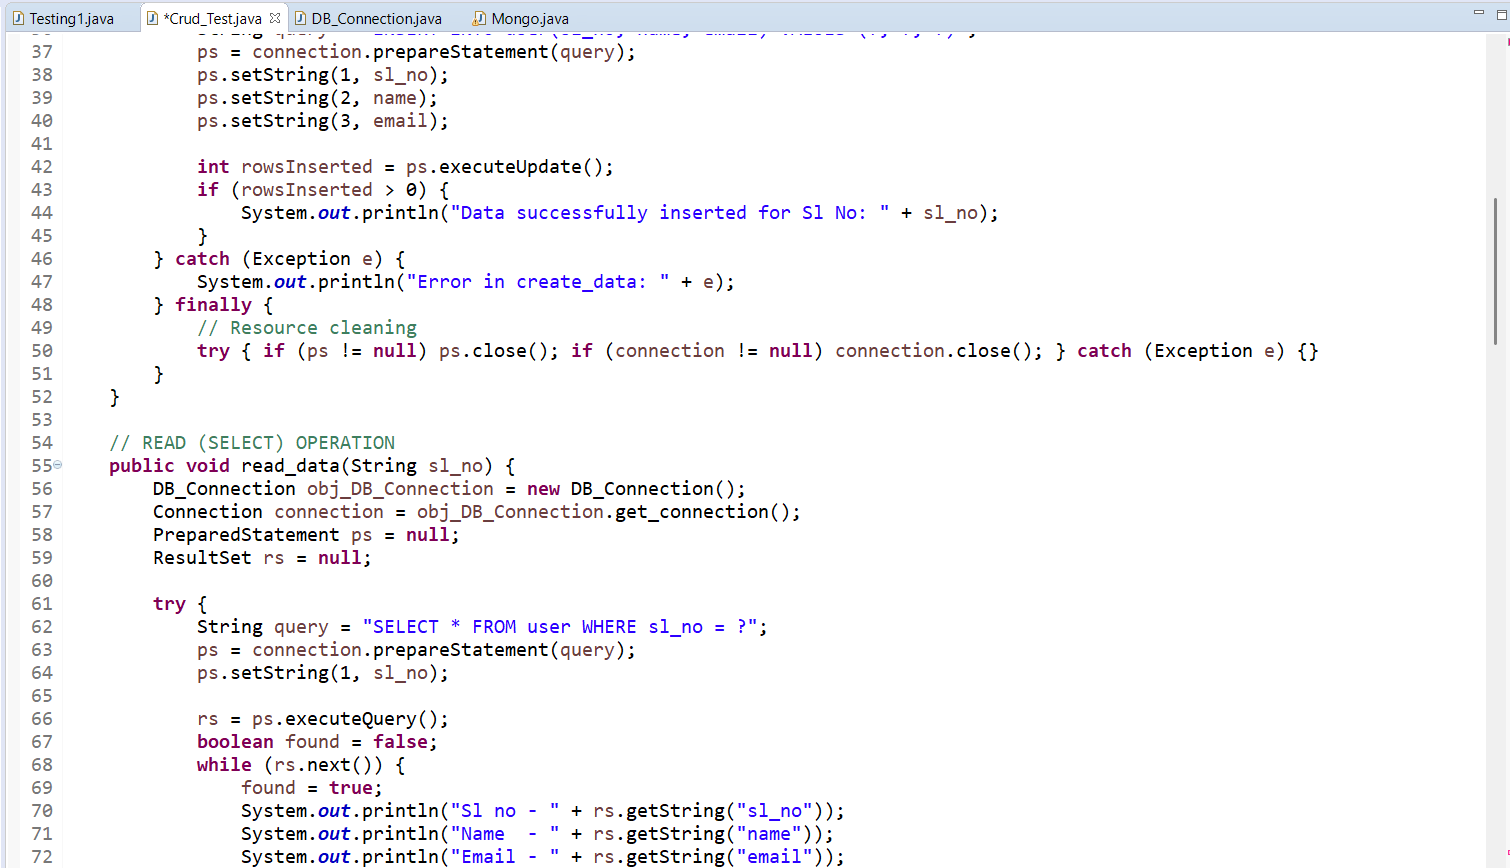 Testing1.java
*Crud_Test.java
DB_Connection.java
Mongo.java
37 ps = connection.prepareStatement(query);
38 ps.setString(1, sl_no);
39 ps.setString(2, name);
40 ps.setString(3, email);
41
42 int rowsInserted = ps.executeUpdate();
43 if (rowsInserted > 0) {
44 System.out.println("Data successfully inserted for Sl No: " + sl_no);
45 }
46 } catch (Exception e) {
47 System.out.println("Error in create_data: " + e);
48 } finally {
49 // Resource cleaning
50 try { if (ps != null) ps.close(); if (connection != null) connection.close(); } catch (Exception e) {}
51 }
52 }
53
54 // READ (SELECT) OPERATION
55 public void read_data(String sl_no) {
56 DB_Connection obj_DB_Connection = new DB_Connection();
57 Connection connection = obj_DB_Connection.get_connection();
58 PreparedStatement ps = null;
59 ResultSet rs = null;
60
61 try {
62 String query = "SELECT * FROM user WHERE sl_no = ?";
63 ps = connection.prepareStatement(query);
64 ps.setString(1, sl_no);
65
66 rs = ps.executeQuery();
67 boolean found = false;
68 while (rs.next()) {
69 found = true;
70 System.out.println("Sl no - " + rs.getString("sl_no"));
71 System.out.println("Name  - " + rs.getString("name"));
72 System.out.println("Email - " + rs.getString("email"));